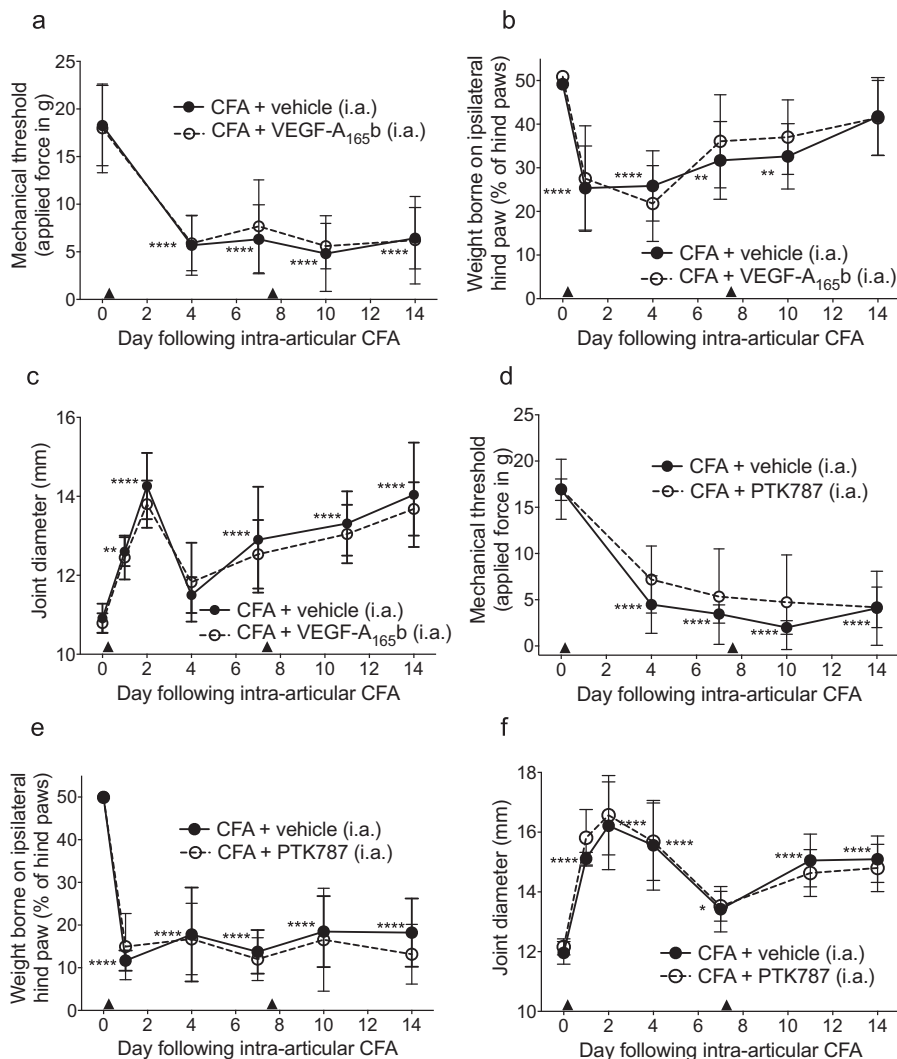 a
Mechanical threshold
(applied force in g)
25
20
15
10
5
0
CFA + vehicle (i.a.)
CFA + VEGF-A165b (i.a.)
****
****
****
****
0 2 4 6 8 10 12 14
Day following intra-articular CFA
b
Weight borne on ipsilateral
hind paw (% of hind paws)
50
40
30
20
10
0
****
****
**
**
CFA + vehicle (i.a.)
CFA + VEGF-A165b (i.a.)
0 2 4 6 8 10 12 14
Day following intra-articular CFA
c
Joint diameter (mm)
16
14
12
10
**
****
****
****
****
CFA + vehicle (i.a.)
CFA + VEGF-A165b (i.a.)
0 2 4 6 8 10 12 14
Day following intra-articular CFA
d
Mechanical threshold
(applied force in g)
25
20
15
10
5
0
CFA + vehicle (i.a.)
CFA + PTK787 (i.a.)
****
****
****
****
0 2 4 6 8 10 12 14
Day following intra-articular CFA
e
Weight borne on ipsilateral
hind paw (% of hind paws)
50
40
30
20
10
0
CFA + vehicle (i.a.)
CFA + PTK787 (i.a.)
****
****
****
****
****
0 2 4 6 8 10 12 14
Day following intra-articular CFA
f
Joint diameter (mm)
18
16
14
12
10
****
****
****
*
****
****
CFA + vehicle (i.a.)
CFA + PTK787 (i.a.)
0 2 4 6 8 10 12 14
Day following intra-articular CFA